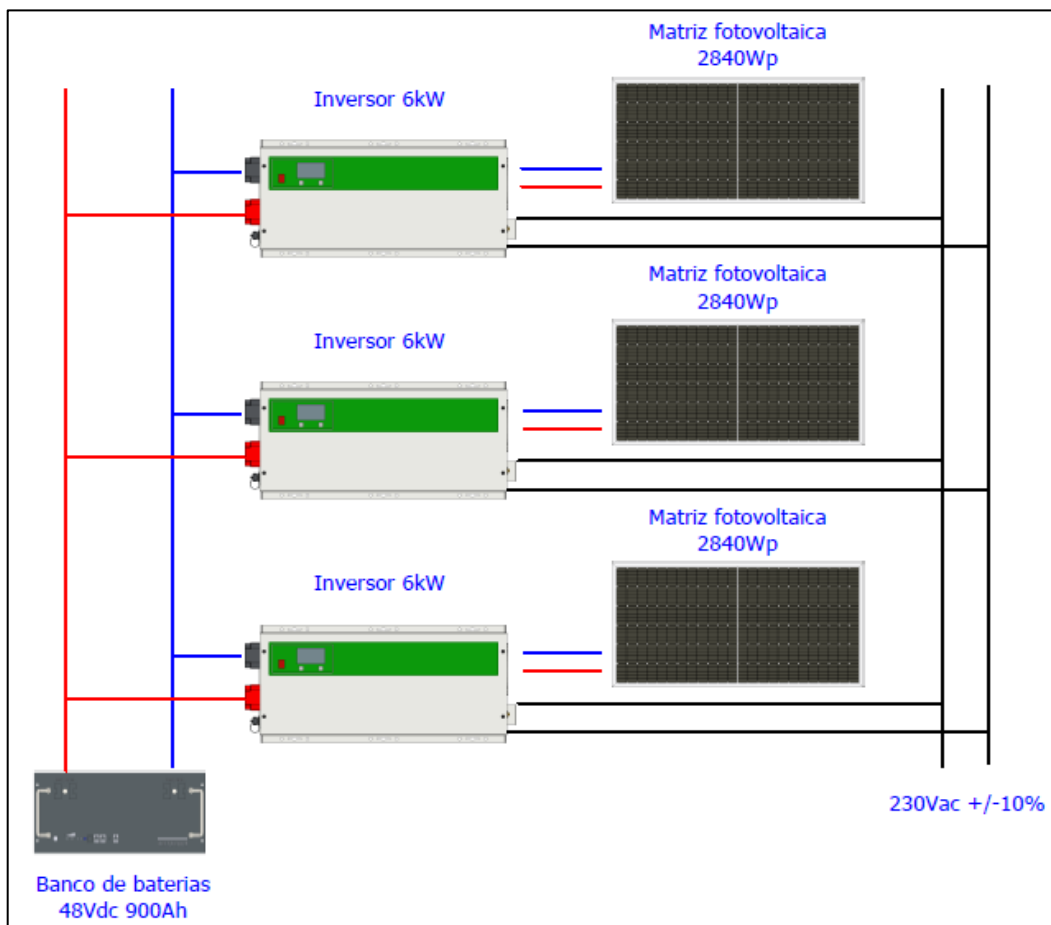 Matriz fotovoltaica
2840Wp
Inversor 6kW
Matriz fotovoltaica
2840Wp
Inversor 6kW
Matriz fotovoltaica
2840Wp
Inversor 6kW
230Vac +/-10%
Banco de baterias
48Vdc 900Ah